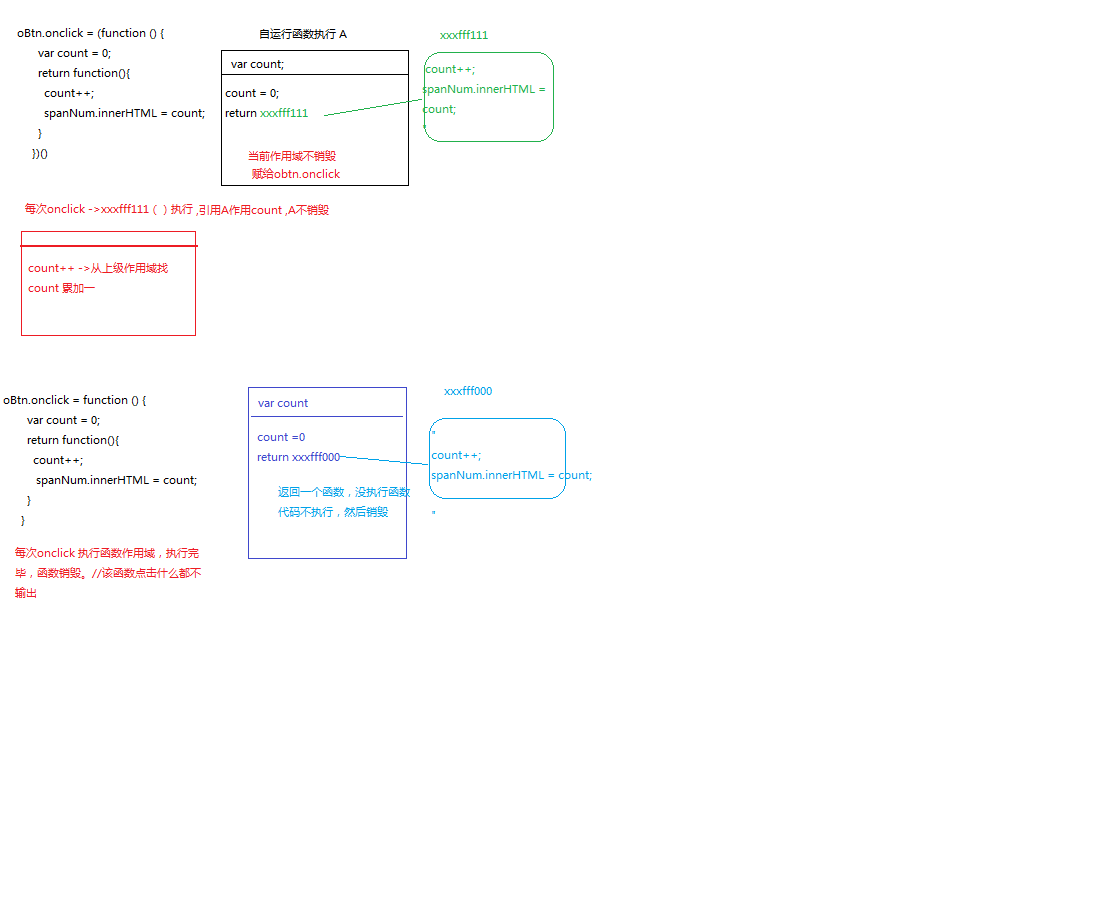 oBtn.onclick = (function () {
var count = 0;
return function(){
count++;
spanNum.innerHTML = count;
}
})()
自运行函数执行 A
var count;
count = 0;
return xxxfff111
当前作用域不销毁
赋给obtn.onclick
xxxfff111
count++;
spanNum.innerHTML =
count;
每次onclick ->xxxfff111 ( ) 执行 ,引用A作用count ,A不销毁
count++ ->从上级作用域找
count 累加一
oBtn.onclick = function () {
var count = 0;
return function(){
count++;
spanNum.innerHTML = count;
}
}
var count
count =0
return xxxfff000
返回一个函数，没执行函数
代码不执行，然后销毁
xxxfff000
"
count++;
spanNum.innerHTML = count;
"
每次onclick 执行函数作用域，执行完
毕，函数销毁。//该函数点击什么都不
输出